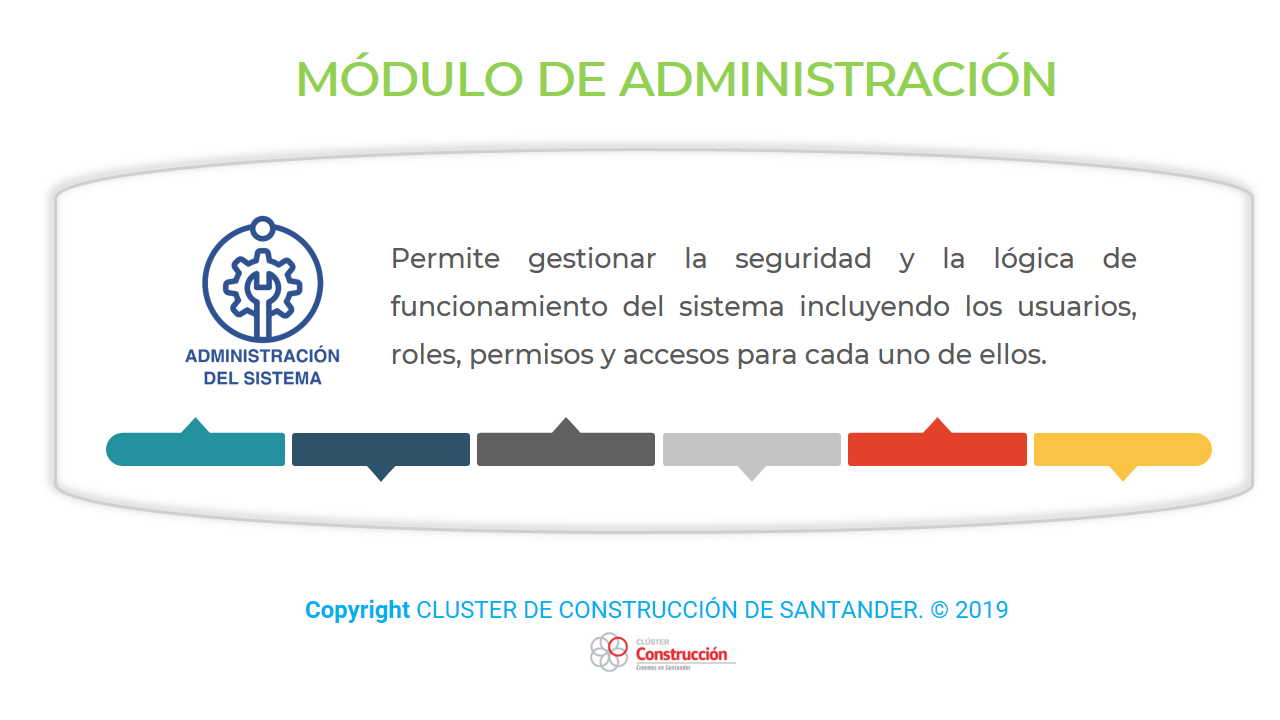 MÓDULO DE ADMINISTRACIÓN
Permite gestionar la seguridad y la lógica de
funcionamiento del sistema incluyendo los usuarios,
roles, permisos y accesos para cada uno de ellos.
ADMINISTRACIÓN
DEL SISTEMA
Copyright CLUSTER DE CONSTRUCCIÓN DE SANTANDER. © 2019
CLÚSTER
Construcción
Creemos en Santander